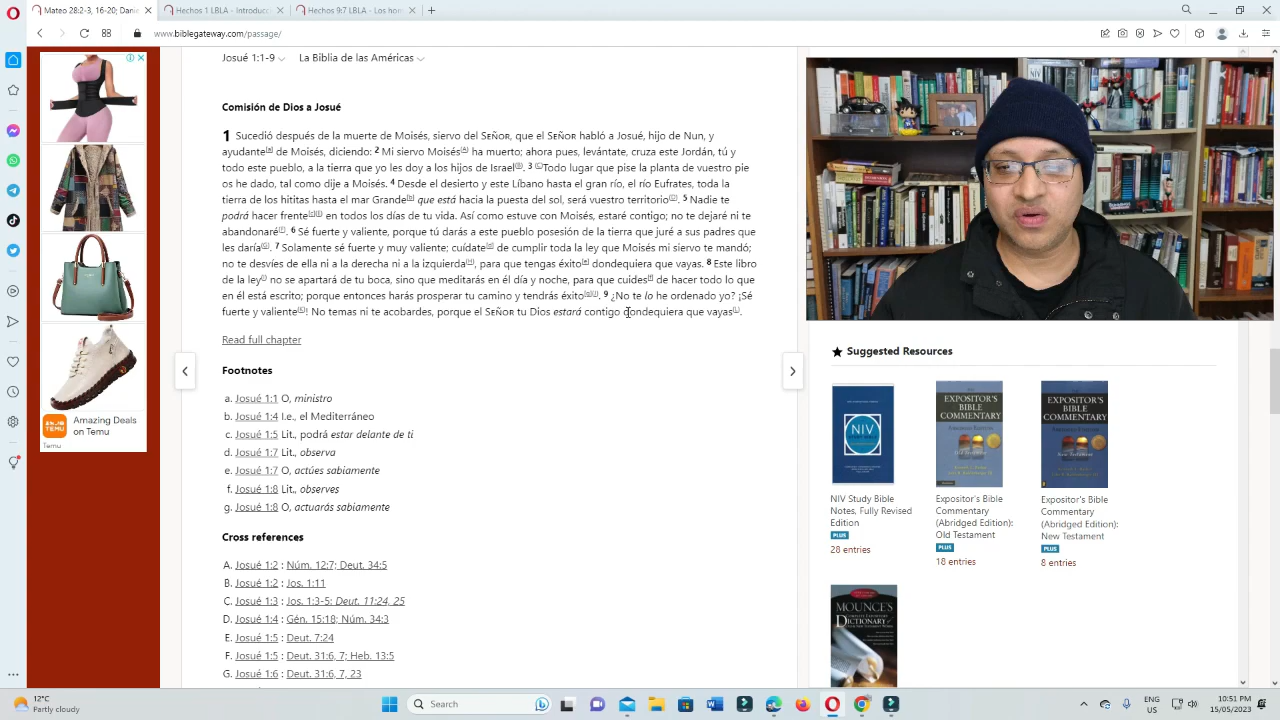 Mateo 28:2-3, 16-20; Dan
Hechos 1 LBLA - Introducc
Hechos 9:7 LBLA - Los hom
www.biblegateway.com/passage/
Josué 1:1-9
La Biblia de las Américas
Comisión de Dios a Josué
1 Sucedió después de la muerte de Moisés, siervo del SEÑOR, que el SEÑOR habló a Josué, hijo de Nun, y
ayudante[a] de Moisés, diciendo: 2 Mi siervo Moisés(A) ha muerto; ahora pues, levántate, cruza este Jordán, tú y
todo este pueblo, a la tierra que yo les doy a los hijos de Israel(B). 3 (C)Todo lugar que pise la planta de vuestro pie
os he dado, tal como dije a Moisés. 4 Desde el desierto y este Líbano hasta el gran río, el río Eufrates, toda la
tierra de los hititas hasta el mar Grande[b] que está hacia la puesta del sol, será vuestro territorio(D). 5 Nadie te
podrá hacer frente[c](E) en todos los días de tu vida. Así como estuve con Moisés, estaré contigo; no te dejaré ni te
abandonaré(F). 6 Sé fuerte y valiente, porque tú darás a este pueblo posesión de la tierra que juré a sus padres que
les daría(G). 7 Solamente sé fuerte y muy valiente; cuídate[d] de cumplir toda la ley que Moisés mi siervo te mandó;
no te desvíes de ella ni a la derecha ni a la izquierda(H), para que tengas éxito[e] dondequiera que vayas. 8 Este libro
de la ley(I) no se apartará de tu boca, sino que meditarás en él día y noche, para que cuides[f] de hacer todo lo que
en él está escrito; porque entonces harás prosperar tu camino y tendrás éxito[g](J). 9 ¿No te lo he ordenado yo? ¡Sé
fuerte y valiente(K)! No temas ni te acobardes, porque el SEÑOR tu Dios estará contigo dondequiera que vayas(L).
Read full chapter
Footnotes
a. Josué 1:1 O, ministro
b. Josué 1:4 I.e., el Mediterráneo
c. Josué 1:5 Lit., podrá estar delante de ti
d. Josué 1:7 Lit., observa
e. Josué 1:7 O, actúes sabiamente
f. Josué 1:8 Lit., observes
g. Josué 1:8 O, actuarás sabiamente
Cross references
A. Josué 1:2 : Núm. 12:7; Deut. 34:5
B. Josué 1:2 : Jos. 1:11
C. Josué 1:3 : Jos. 1:3-5: Deut. 11:24, 25
D. Josué 1:4 : Gén. 15:18; Núm. 34:3
E. Josué 1:5 : Deut. 7:24
F. Josué 1:5 : Deut. 31:6, 7; Heb. 13:5
G. Josué 1:6 : Deut. 31:6, 7, 23
TEMU
Amazing Deals
on Temu
Temu
Suggested Resources
NIV
NIV Study Bible
Notes, Fully Revised
Edition
PLUS
28 entries
THE
EXPOSITOR'S
BIBLE
COMMENTARY
Old Testament
Expositor's Bible
Commentary
(Abridged Edition):
Old Testament
PLUS
18 entries
THE
EXPOSITOR'S
BIBLE
COMMENTARY
New Testament
Expositor's Bible
Commentary
(Abridged Edition):
New Testament
PLUS
8 entries
MOUNCE'S
DICTIONARY
12°C
Partly cloudy
Search
ENG
IN
10:51 PM
15/05/2023